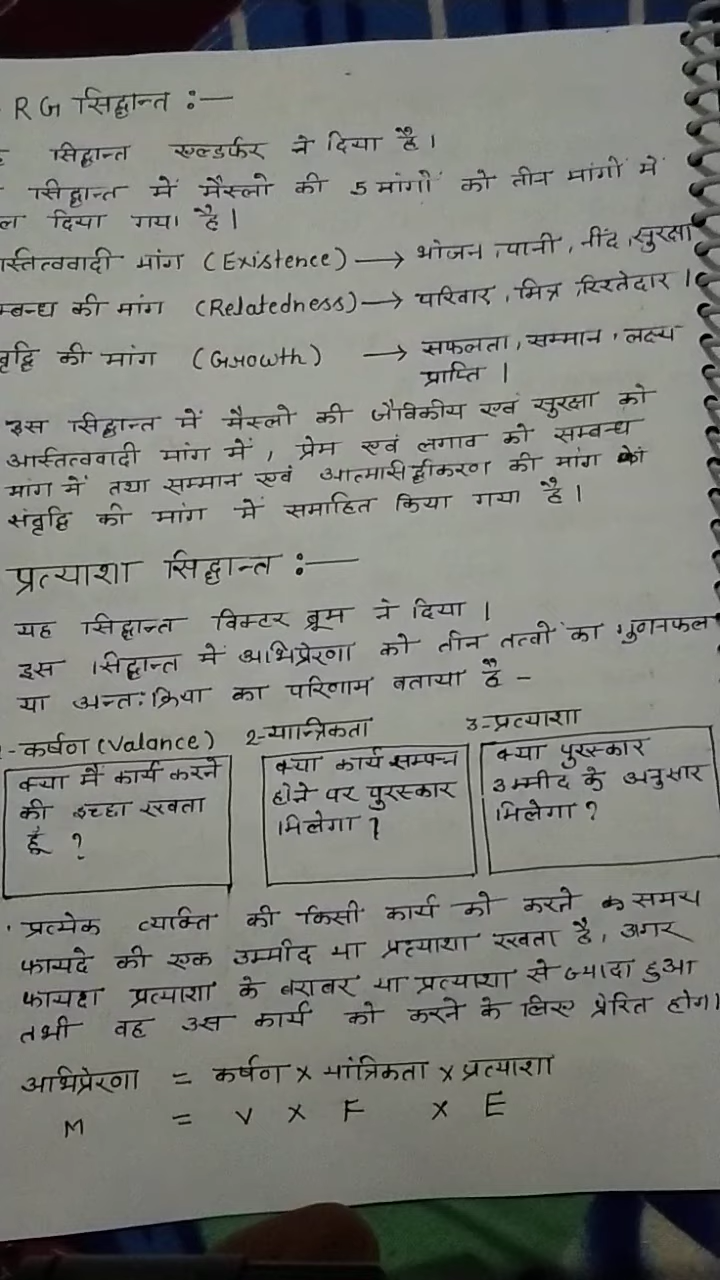 RG सिद्वान्त :—
सिद्वान्त एल्डर्फर ने दिया है।
सिद्वान्त में मैस्लो की 5 मांगों को तीन मांगों में
ल दिया गया है।
स्तित्ववादी मांग (Existence) → भोजन, पानी, नींद, सुरक्षा
म्बन्ध की मांग (Relatedness) → परिवार, मित्र, रिश्तेदार।
वृद्वि की मांग (Growth) → सफलता, सम्मान, लक्ष्य
प्राप्ति।
इस सिद्वान्त में मैस्लो की जैविकीय एवं सुरक्षा को
आस्तित्ववादी मांग में, प्रेम एवं लगाव को सम्बन्ध
मांग में तथा सम्मान एवं आत्मासिद्वीकरण की मांग को
संवृद्वि की मांग में समाहित किया गया है।
प्रत्याशा सिद्वान्त :—
यह सिद्वान्त विक्टर ब्रूम ने दिया।
इस सिद्वान्त में अभिप्रेरणा को तीन तत्वों का गुणनफल
या अन्तःक्रिया का परिणाम बताया है -
- कर्षण (Valance) 2-यान्त्रिकता 3-प्रत्याशा
क्या मैं कार्य करने
की इच्छा रखता
हूँ ?
क्या कार्य सम्पन्न
होने पर पुरस्कार
मिलेगा ?
क्या पुरस्कार
उम्मीद के अनुसार
मिलेगा ?
प्रत्येक व्यक्ति की किसी कार्य को करते समय
फायदे की एक उम्मीद या प्रत्याशा रखता है, अगर
फायदा प्रत्याशा के बराबर या प्रत्याशा से ज्यादा हुआ
तभी वह उस कार्य को करने के लिए प्रेरित होगा
अभिप्रेरणा = कर्षण × यांत्रिकता × प्रत्याशा
M = V × F × E